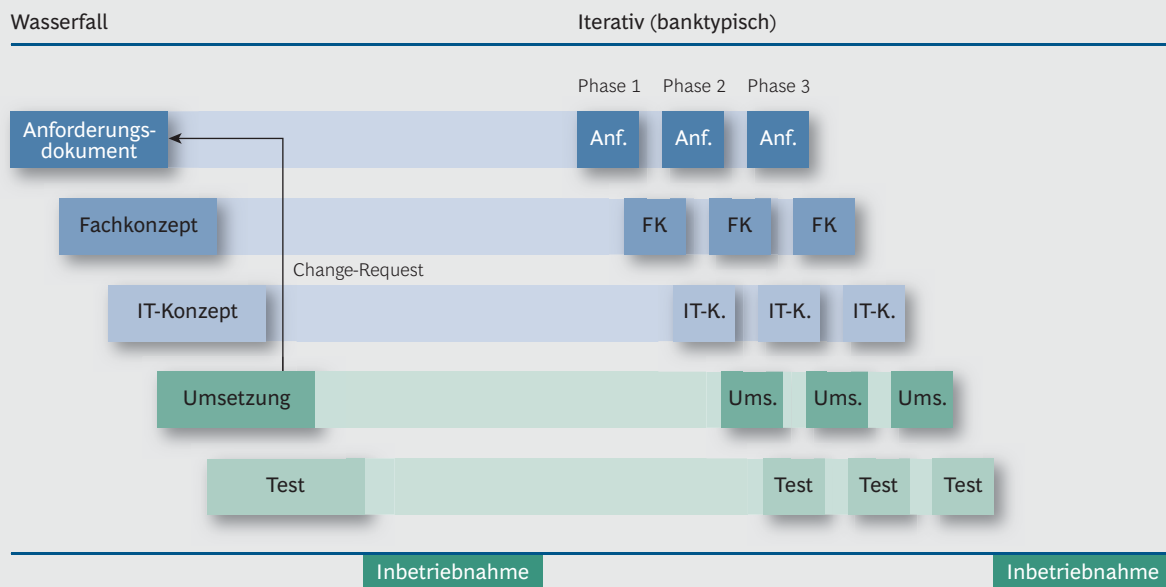 Wasserfall
Iterativ (banktypisch)
Phase 1
Phase 2
Phase 3
Anforderungs-
dokument
Anf.
Anf.
Anf.
Fachkonzept
FK
FK
FK
Change-Request
IT-Konzept
IT-K.
IT-K.
IT-K.
Umsetzung
Ums.
Ums.
Ums.
Test
Test
Test
Test
Inbetriebnahme
Inbetriebnahme